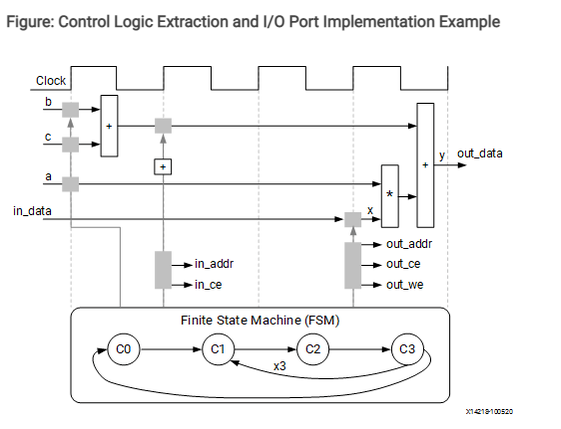 Figure: Control Logic Extraction and I/O Port Implementation Example
Clock
b
+
c
+
a
*
+
y
out_data
in_data
x
in_addr
in_ce
out_addr
out_ce
out_we
Finite State Machine (FSM)
C0
C1
C2
C3
x3
X14218-100520